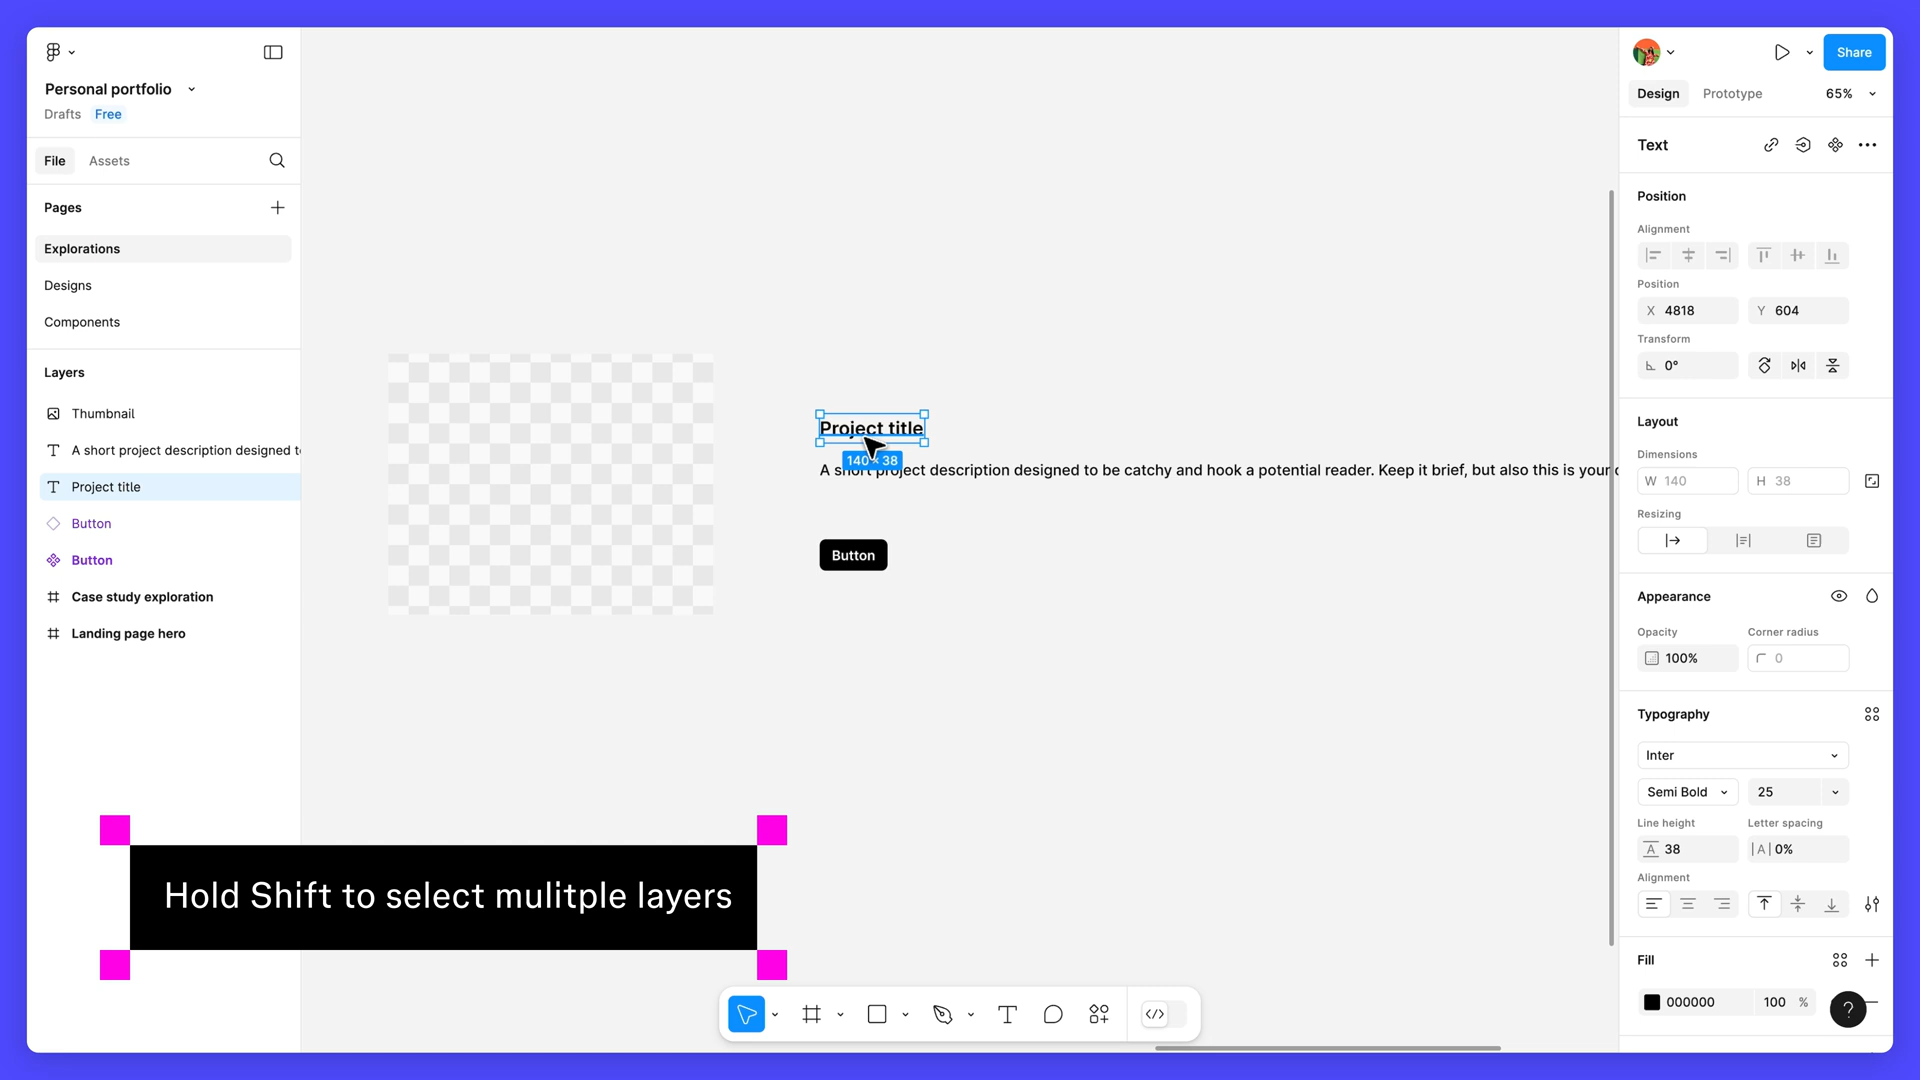 Personal portfolio
Drafts Free
File Assets
Pages
Explorations
Designs
Components
Layers
Thumbnail
A short project description designed to
Project title
Button
Button
Case study exploration
Landing page hero
Project title
140 × 38
A short project description designed to be catchy and hook a potential reader. Keep it brief, but also this is your
Button
Hold Shift to select mulitple layers
Share
Design Prototype 65%
Text
Position
Alignment
Position
X 4818 Y 604
Transform
0°
Layout
Dimensions
W 140 H 38
Resizing
Appearance
Opacity Corner radius
100% 0
Typography
Inter
Semi Bold 25
Line height Letter spacing
38 |A| 0%
Alignment
Fill
000000 100 %
?